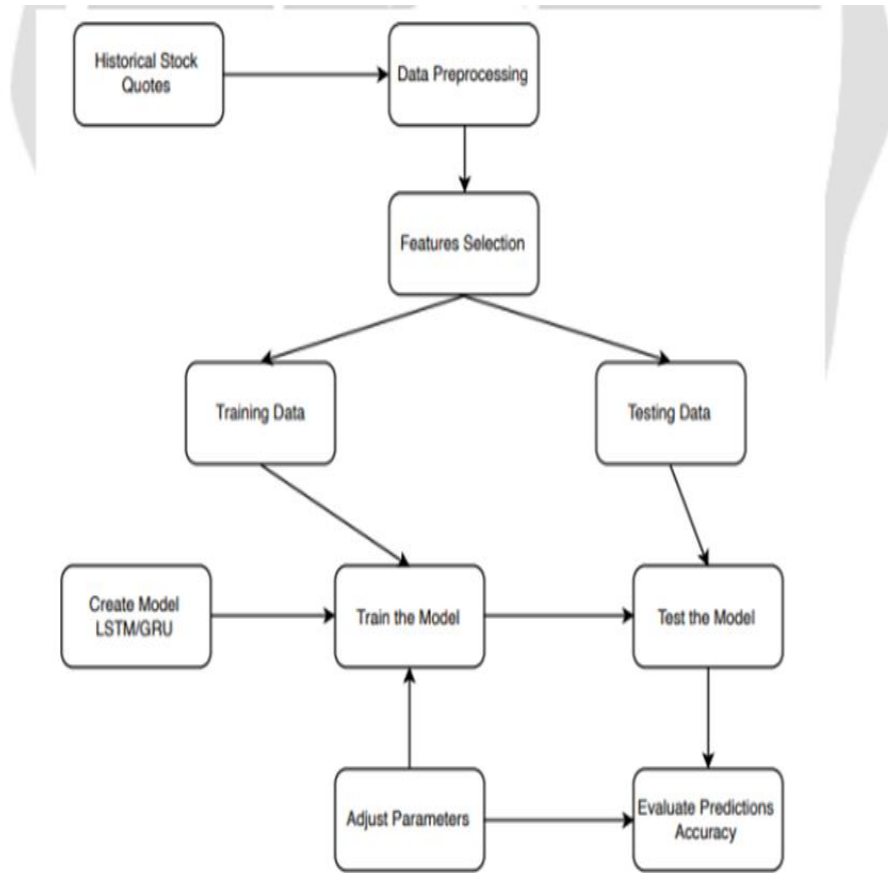 Historical Stock
Quotes
Data Preprocessing
Features Selection
Training Data
Testing Data
Create Model
LSTM/GRU
Train the Model
Test the Model
Adjust Parameters
Evaluate Predictions
Accuracy